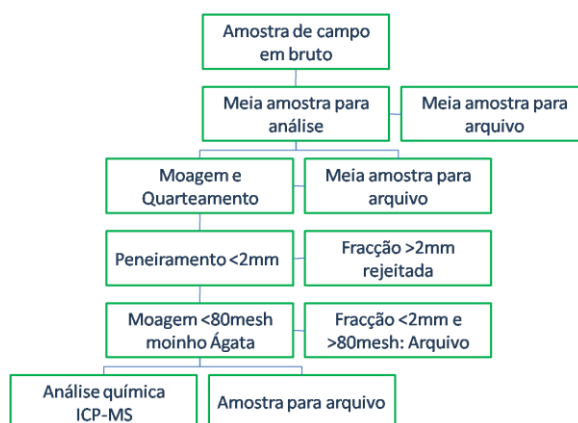 Amostra de campo
em bruto
Meia amostra para
análise
Meia amostra para
arquivo
Moagem e
Quarteamento
Meia amostra para
arquivo
Peneiramento <2mm
Fracção >2mm
rejeitada
Moagem <80mesh
moinho Ágata
Fracção <2mm e
>80mesh: Arquivo
Análise química
ICP-MS
Amostra para arquivo